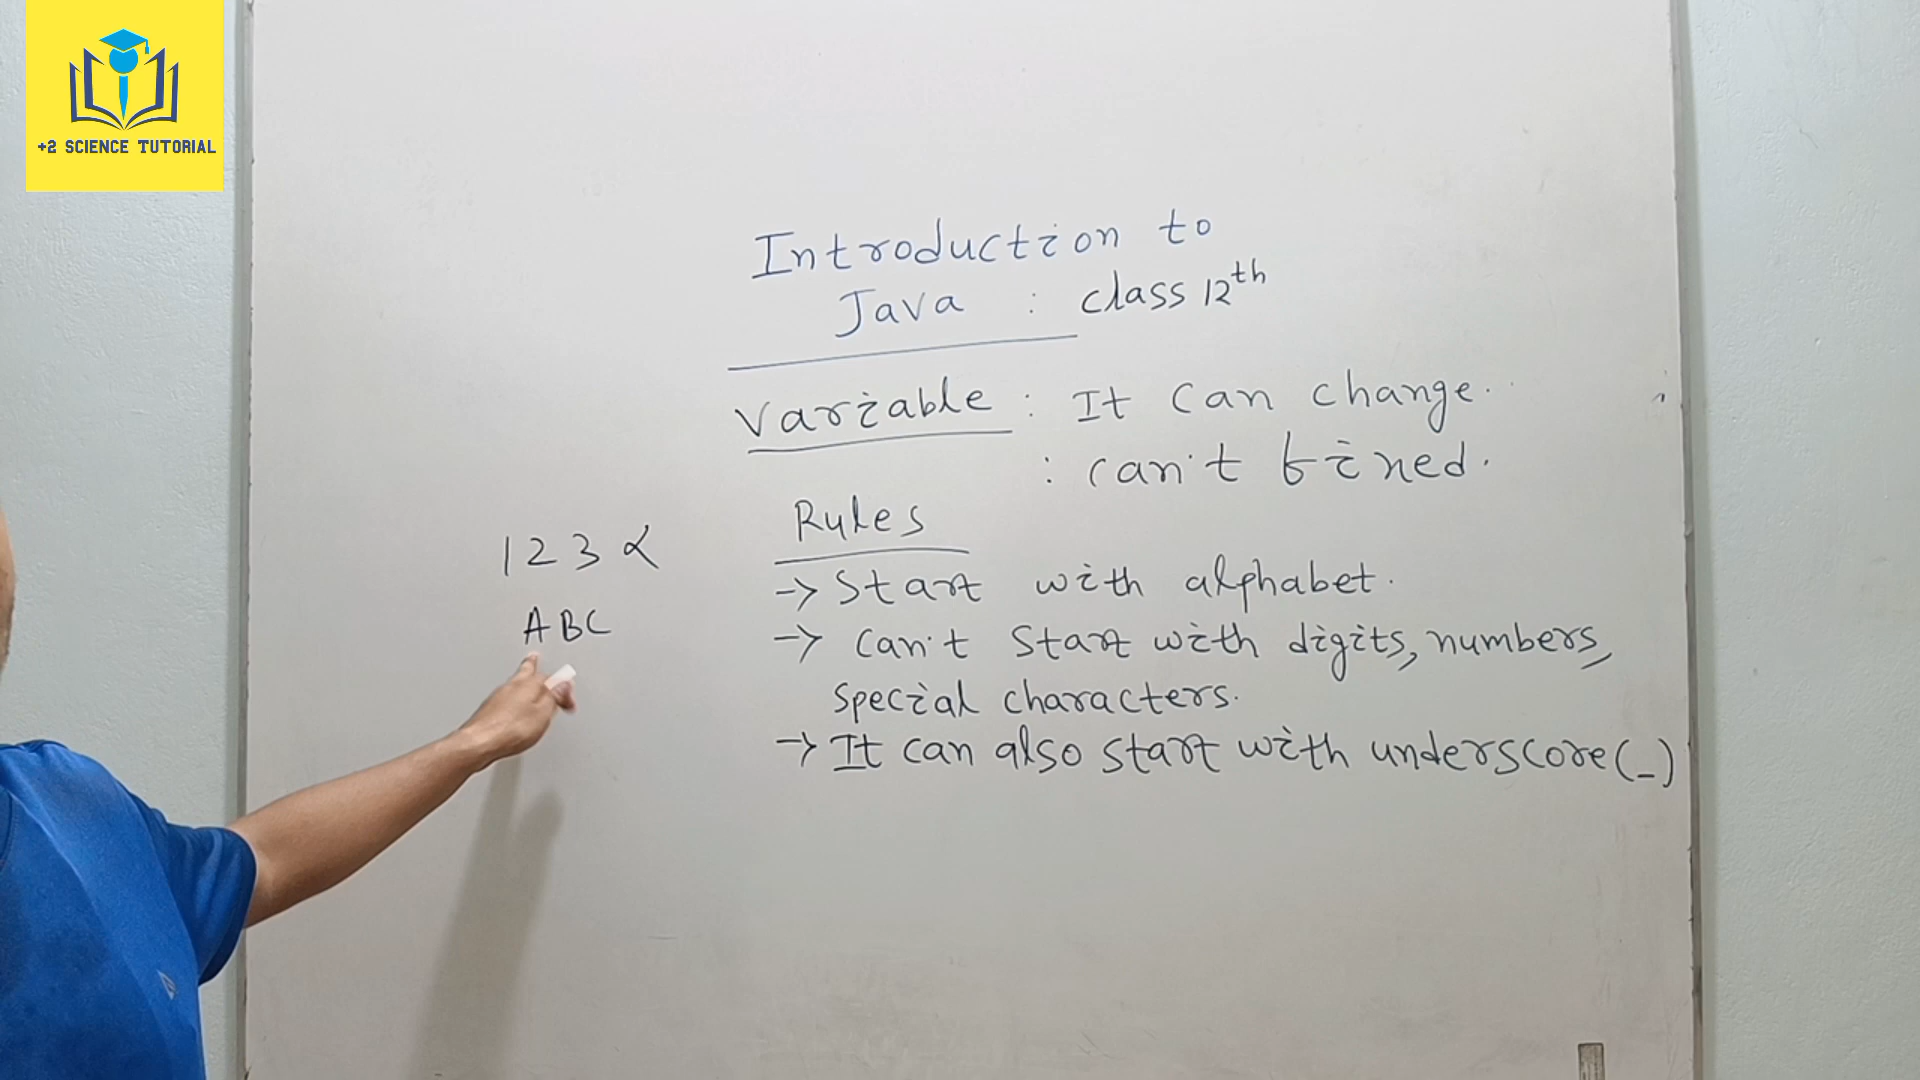 +2 SCIENCE TUTORIAL
Introduction to
Java : class 12th
Variable : It can change.
: can't fixed.
Rules
→ Start with alphabet.
→ can't start with digits, numbers,
special characters.
→ It can also start with underscore(_)
123α
ABC